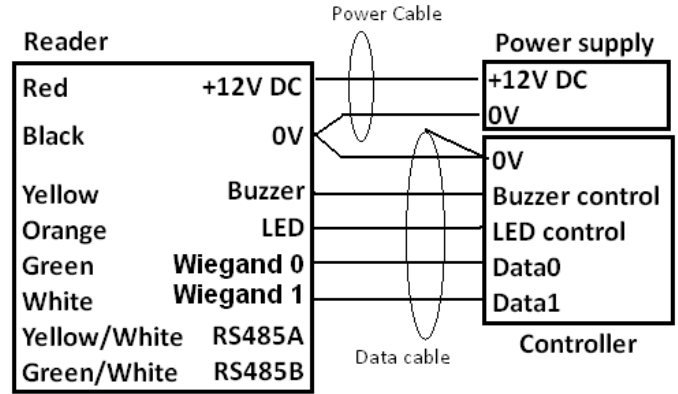 Power Cable
Reader
Power supply
Red +12V DC
+12V DC
0V
Black 0V
0V
Yellow Buzzer
Buzzer control
Orange LED
LED control
Green Wiegand 0
Data0
White Wiegand 1
Data1
Yellow/White RS485A
Controller
Data cable
Green/White RS485B